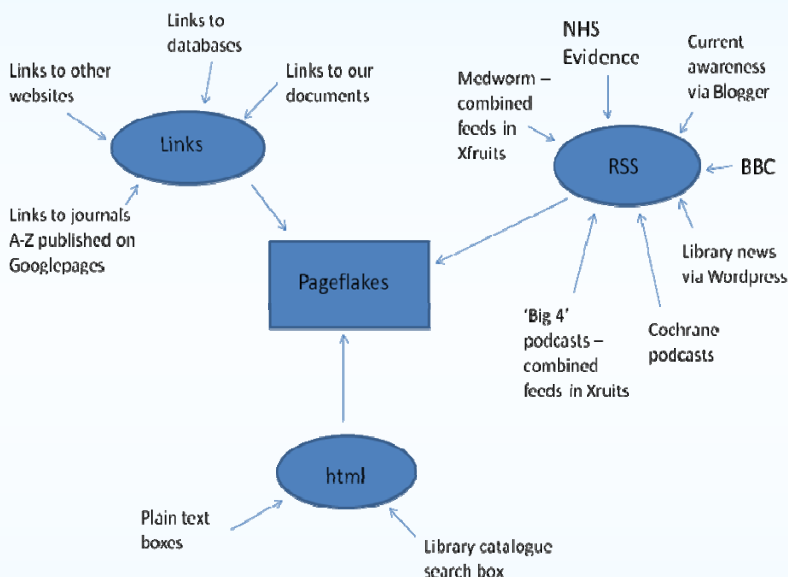 Links to
databases
Links to other
websites
Links to our
documents
Links
Links to journals
A-Z published on
Googlepages
NHS
Evidence
Current
awareness
via Blogger
Medworm –
combined
feeds in
Xfruits
RSS
BBC
Library news
via Wordpress
Cochrane
podcasts
'Big 4'
podcasts –
combined
feeds in Xruits
Pageflakes
html
Plain text
boxes
Library catalogue
search box